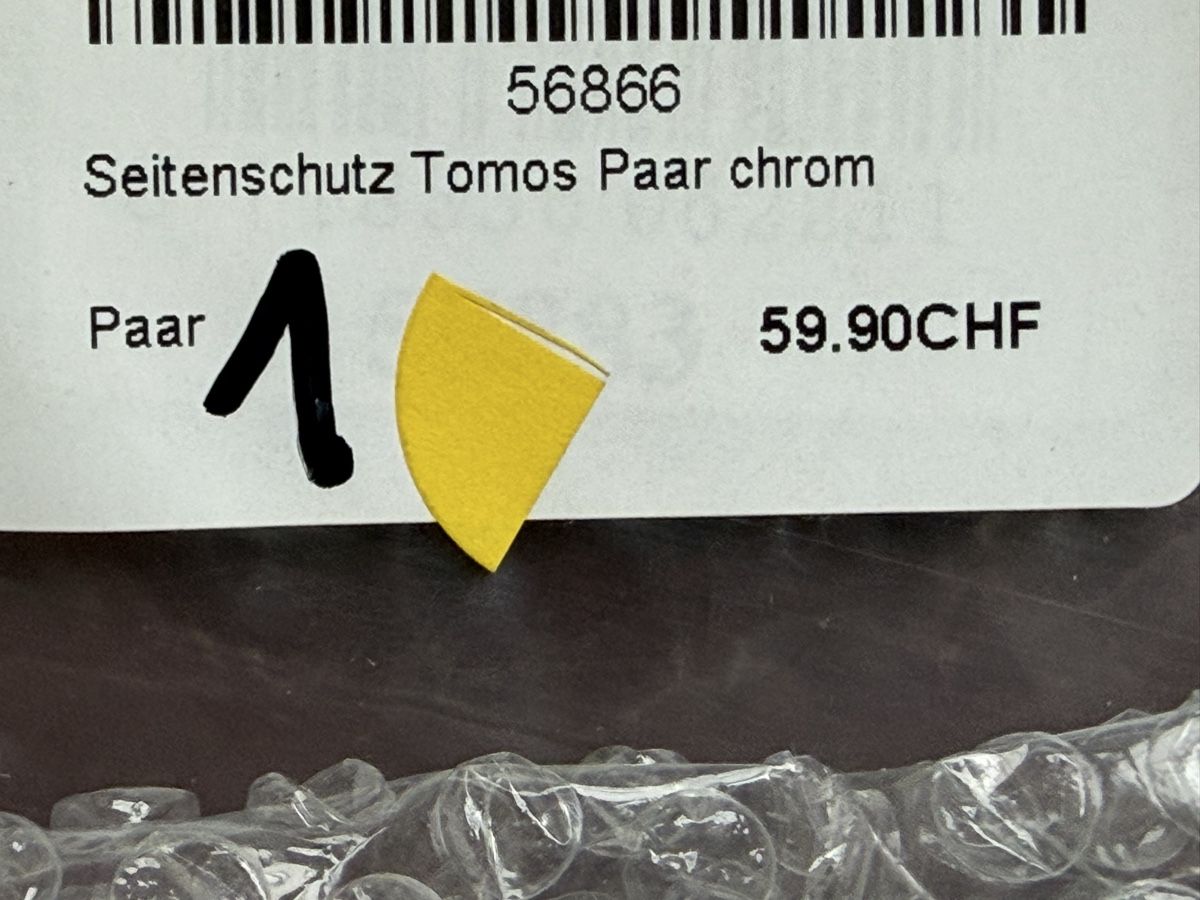 56866
Seitenschutz Tomos Paar chrom
Paar 1 59.90CHF